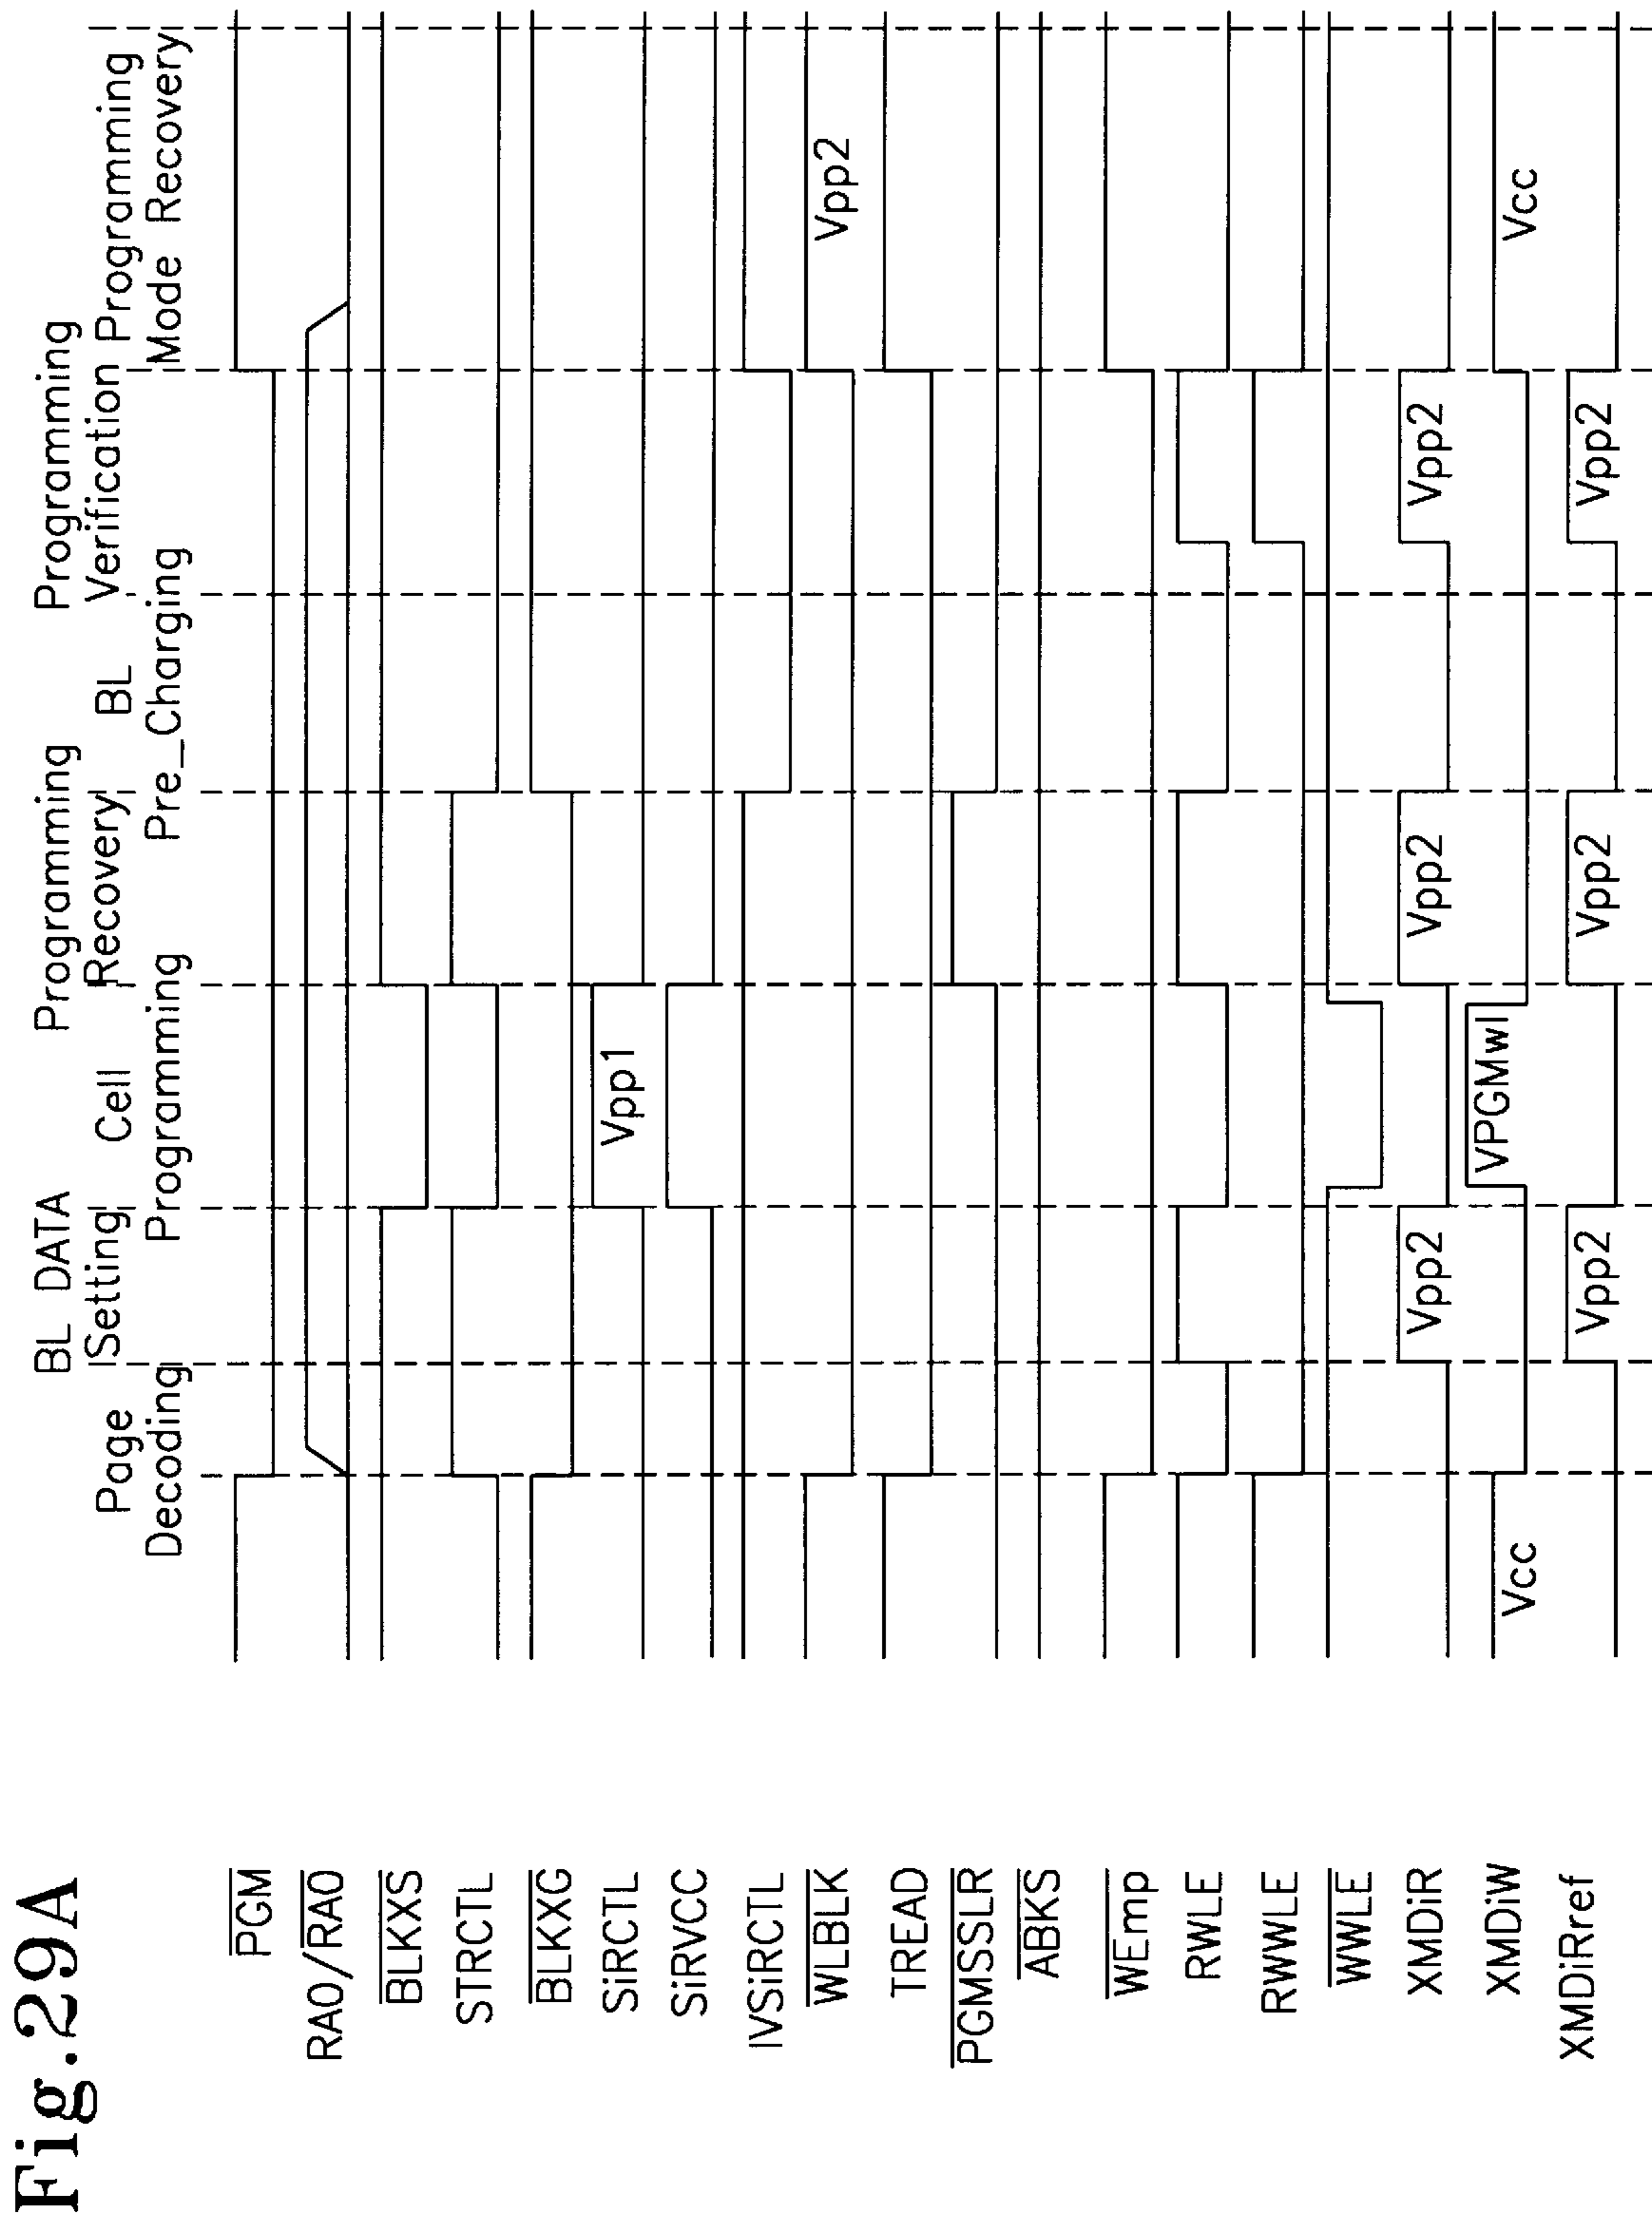 Fig.29A
Page Decoding
BL DATA Setting
Cell Programming
Programming Recovery
BL Pre_Charging
Programming Verification
Programming Mode Recovery
PGM
RA0/RA0
BLKXS
STRCTL
BLKXG
SiRCTL Vpp1
SiRVCC
IVSiRCTL
WLBLK Vpp2
TREAD
PGMSSLR
ABKS
WEmp
RWLE
RWWLE
WWLE
XMDiR Vpp2 Vpp2 Vpp2
XMDiW Vcc VPGMwl Vcc
XMDiRref Vpp2 Vpp2 Vpp2